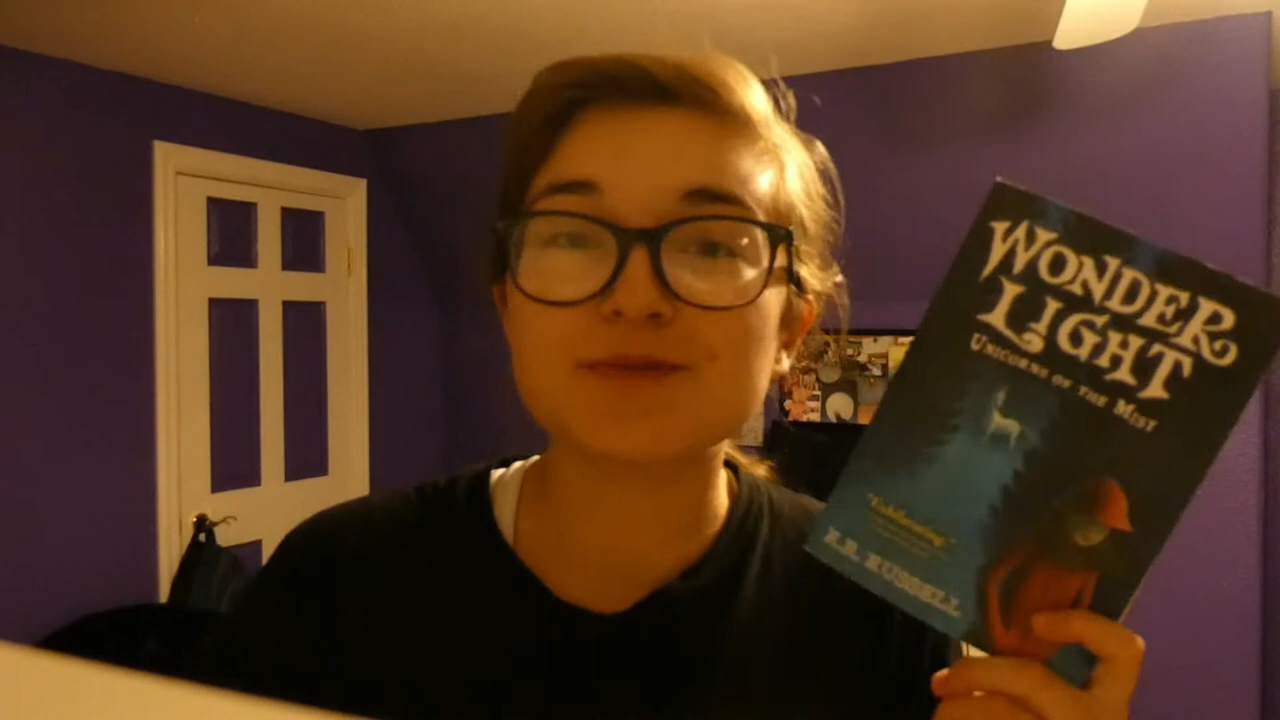 WONDER
LIGHT
UNICORNS OF THE MIST
R.R. RUSSELL